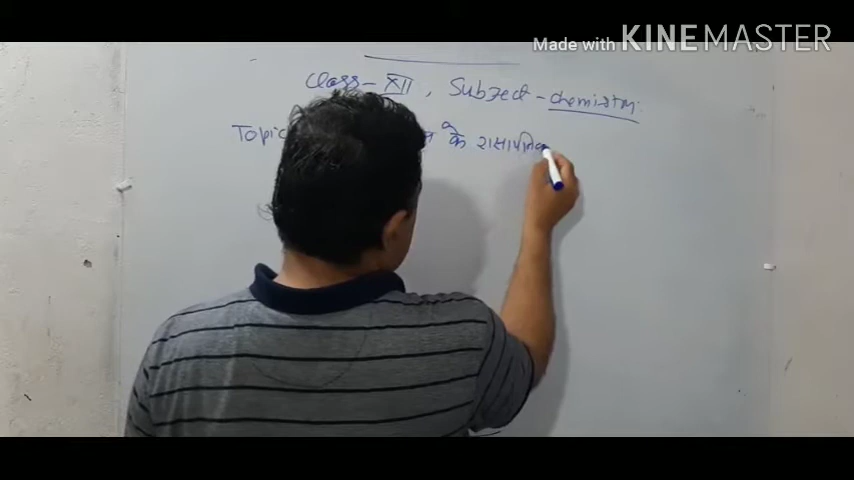 Made with KINEMASTER
Class - XII, Subject - chemistry
Topic के रासायनिक